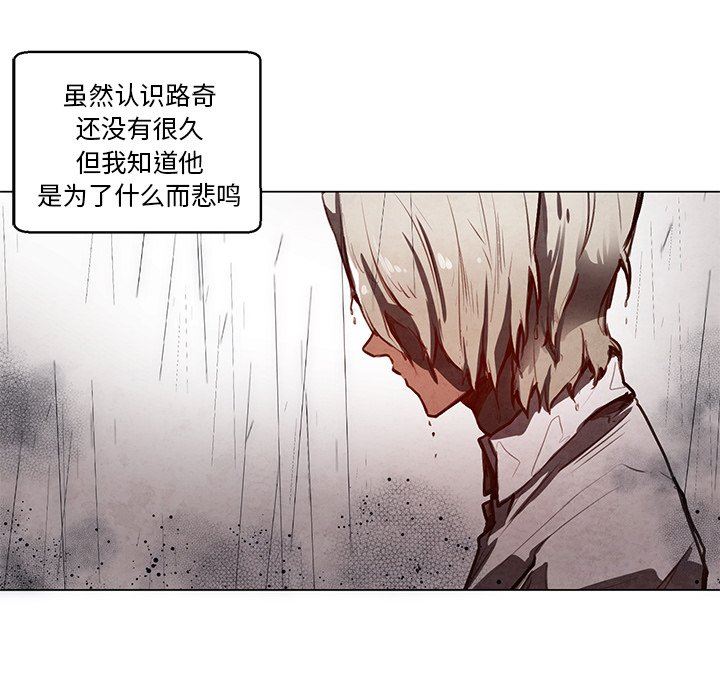 虽然认识路奇
还没有很久
但我知道他
是为了什么而悲鸣